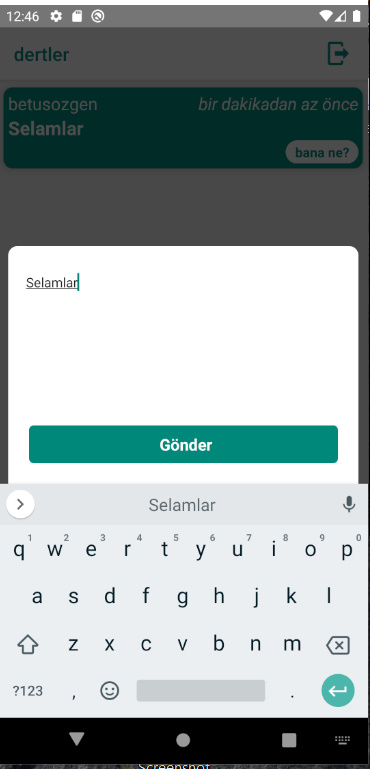 12:46
dertler
betusozgen bir dakikadan az önce
Selamlar
bana ne?
Selamlar
Gönder
Selamlar
1 2 3 4 5 6 7 8 9 0
q w e r t y u i o p
a s d f g h j k l
z x c v b n m
?123 , .
Screenshot